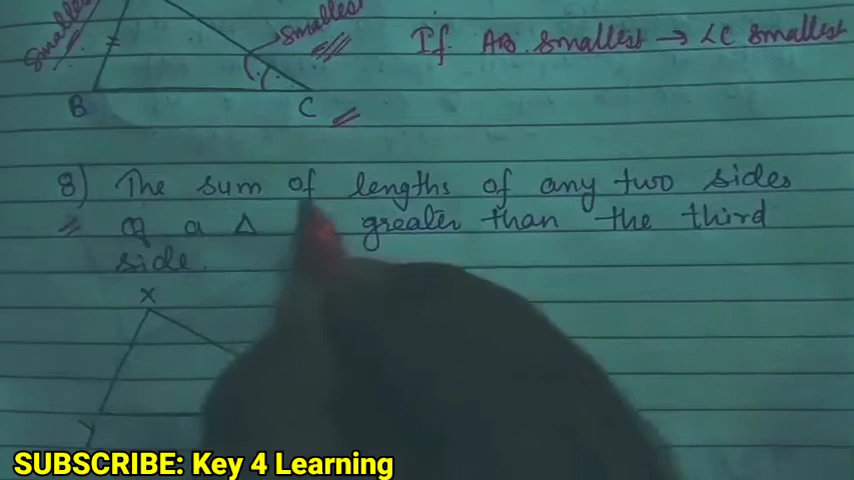 Smallest
Smallest
If AB smallest → ∠C smallest
B
C
8) The sum of lengths of any two sides
of a Δ greater than the third
side.
X
Y
SUBSCRIBE: Key 4 Learning